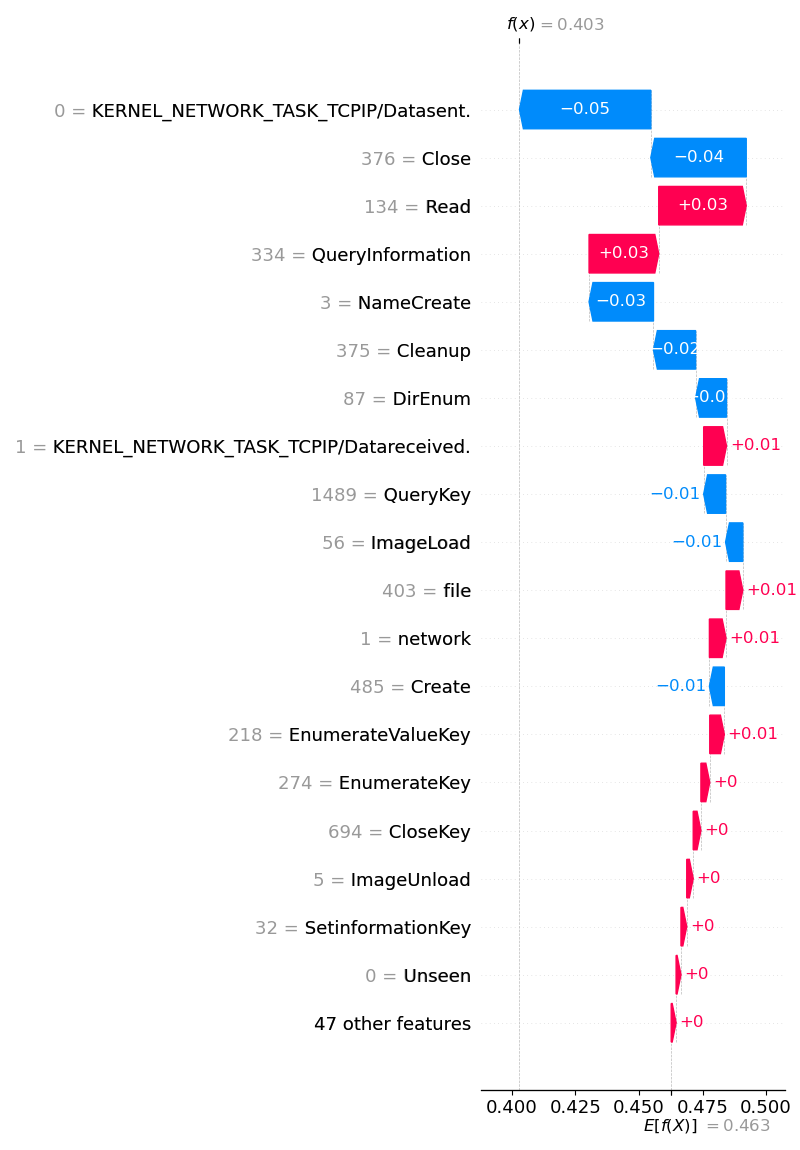 f(x) = 0.403
0 = KERNEL_NETWORK_TASK_TCPIP/Datasent. −0.05
376 = Close −0.04
134 = Read +0.03
334 = QueryInformation +0.03
3 = NameCreate −0.03
375 = Cleanup −0.02
87 = DirEnum −0.0
1 = KERNEL_NETWORK_TASK_TCPIP/Datareceived. +0.01
1489 = QueryKey −0.01
56 = ImageLoad −0.01
403 = file +0.01
1 = network +0.01
485 = Create −0.01
218 = EnumerateValueKey +0.01
274 = EnumerateKey +0
694 = CloseKey +0
5 = ImageUnload +0
32 = SetinformationKey +0
0 = Unseen +0
47 other features +0
0.400 0.425 0.450 0.475 0.500
E[f(X)] = 0.463